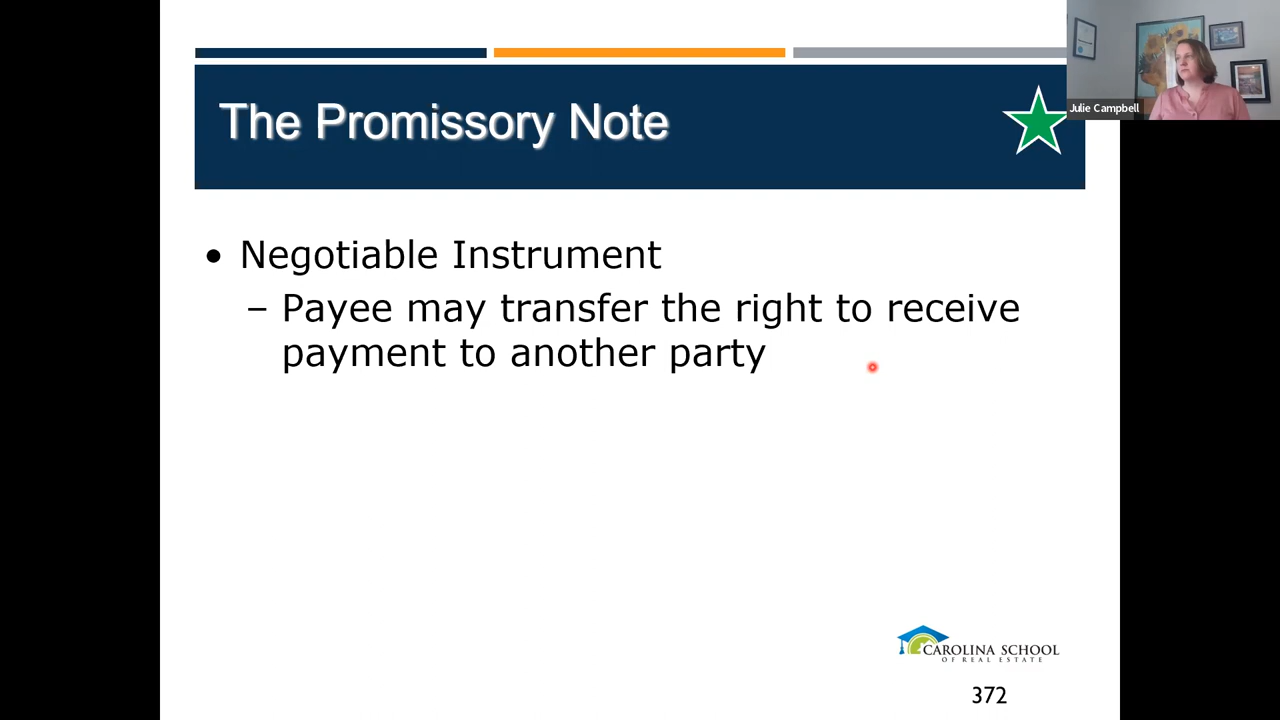 The Promissory Note
Julie Campbell
• Negotiable Instrument
– Payee may transfer the right to receive
payment to another party
CAROLINA SCHOOL
OF REAL ESTATE
372